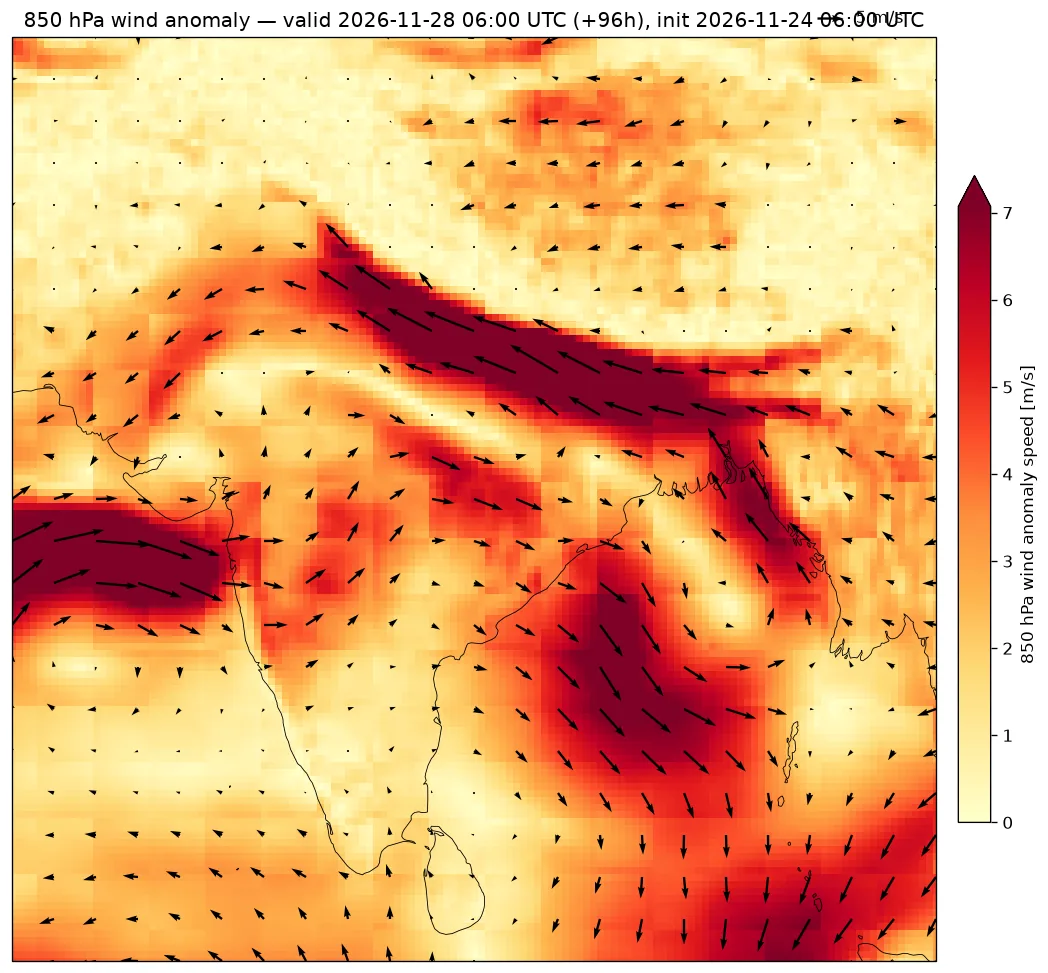 850 hPa wind anomaly — valid 2026-11-28 06:00 UTC (+96h), init 2026-11-24 06:00 UTC
5 m/s
7
6
5
4
3
2
1
0
850 hPa wind anomaly speed [m/s]